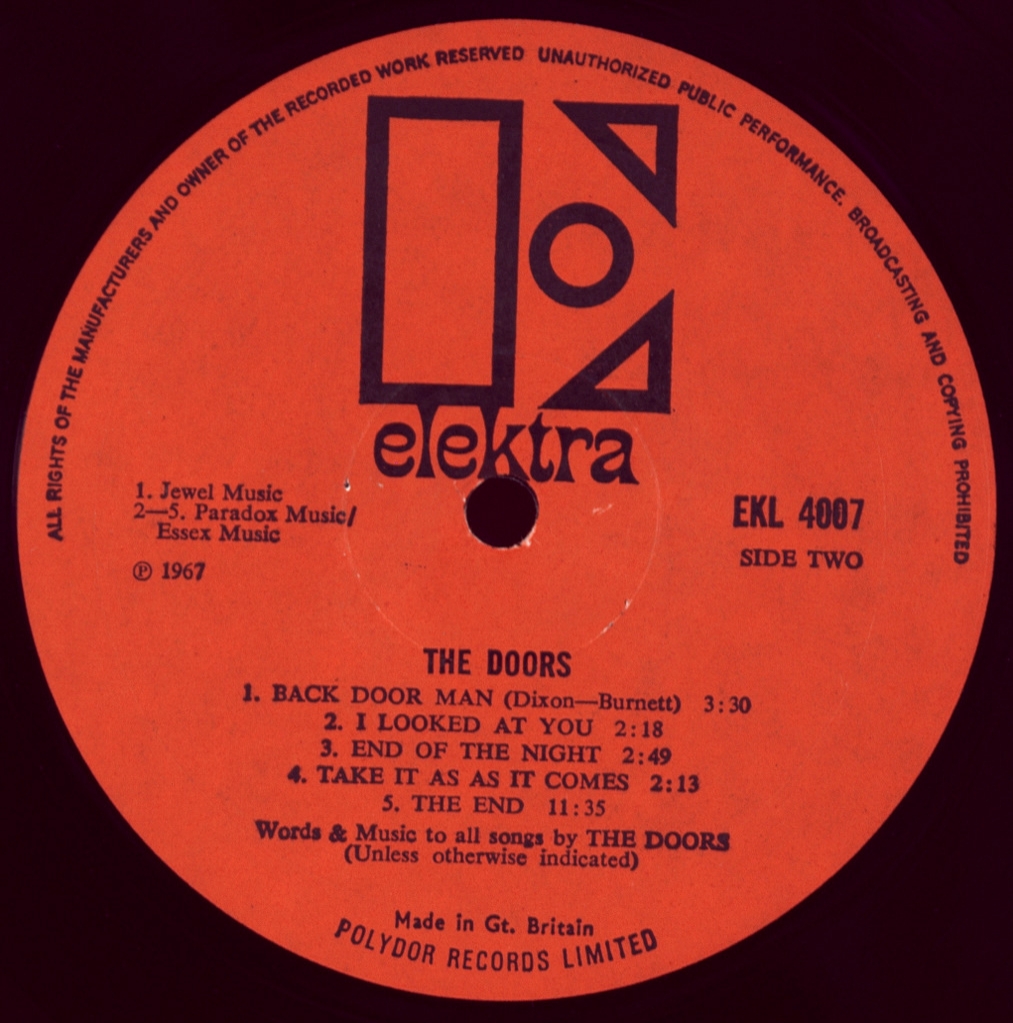 ALL RIGHTS OF THE MANUFACTURERS AND OWNER OF THE RECORDED WORK RESERVED UNAUTHORIZED PUBLIC PERFORMANCE. BROADCASTING AND COPYING PROHIBITED
elektra
1. Jewel Music
2—5. Paradox Music/
Essex Music
℗ 1967
EKL 4007
SIDE TWO
THE DOORS
1. BACK DOOR MAN (Dixon—Burnett) 3:30
2. I LOOKED AT YOU 2:18
3. END OF THE NIGHT 2:49
4. TAKE IT AS AS IT COMES 2:13
5. THE END 11:35
Words & Music to all songs by THE DOORS
(Unless otherwise indicated)
Made in Gt. Britain
POLYDOR RECORDS LIMITED